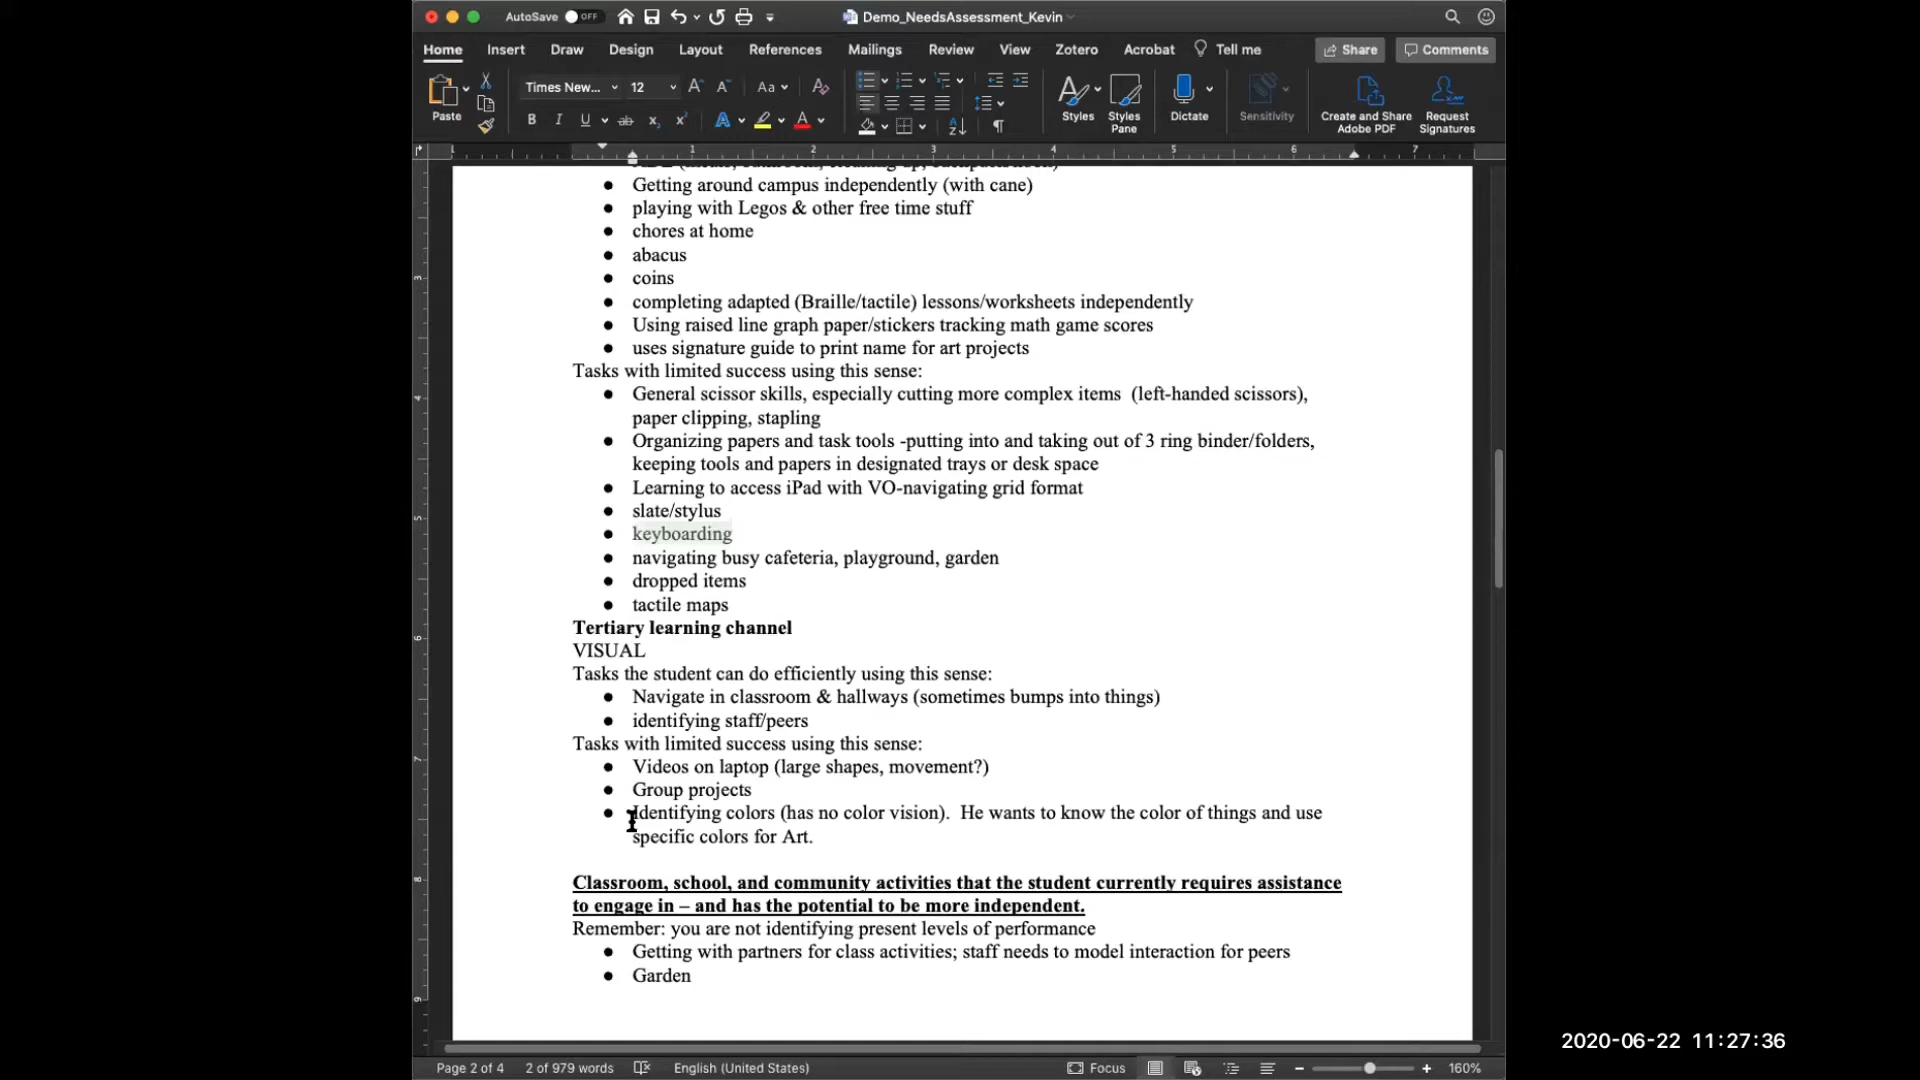 AutoSave OFF
Demo_NeedsAssessment_Kevin
Home Insert Draw Design Layout References Mailings Review View Zotero Acrobat Tell me Share Comments
Paste
Times New... 12
Aa
Styles
Styles Pane
Dictate
Sensitivity
Create and Share Adobe PDF
Request Signatures
1 2 3 4 5 6 7
● Getting around campus independently (with cane)
● playing with Legos & other free time stuff
● chores at home
● abacus
● coins
● completing adapted (Braille/tactile) lessons/worksheets independently
● Using raised line graph paper/stickers tracking math game scores
● uses signature guide to print name for art projects
Tasks with limited success using this sense:
● General scissor skills, especially cutting more complex items  (left-handed scissors),
paper clipping, stapling
● Organizing papers and task tools -putting into and taking out of 3 ring binder/folders,
keeping tools and papers in designated trays or desk space
● Learning to access iPad with VO-navigating grid format
● slate/stylus
● keyboarding
● navigating busy cafeteria, playground, garden
● dropped items
● tactile maps
Tertiary learning channel
VISUAL
Tasks the student can do efficiently using this sense:
● Navigate in classroom & hallways (sometimes bumps into things)
● identifying staff/peers
Tasks with limited success using this sense:
● Videos on laptop (large shapes, movement?)
● Group projects
● Identifying colors (has no color vision).  He wants to know the color of things and use
specific colors for Art.
Classroom, school, and community activities that the student currently requires assistance
to engage in – and has the potential to be more independent.
Remember: you are not identifying present levels of performance
● Getting with partners for class activities; staff needs to model interaction for peers
● Garden
Page 2 of 4 2 of 979 words English (United States) Focus 160%
2020-06-22 11:27:36